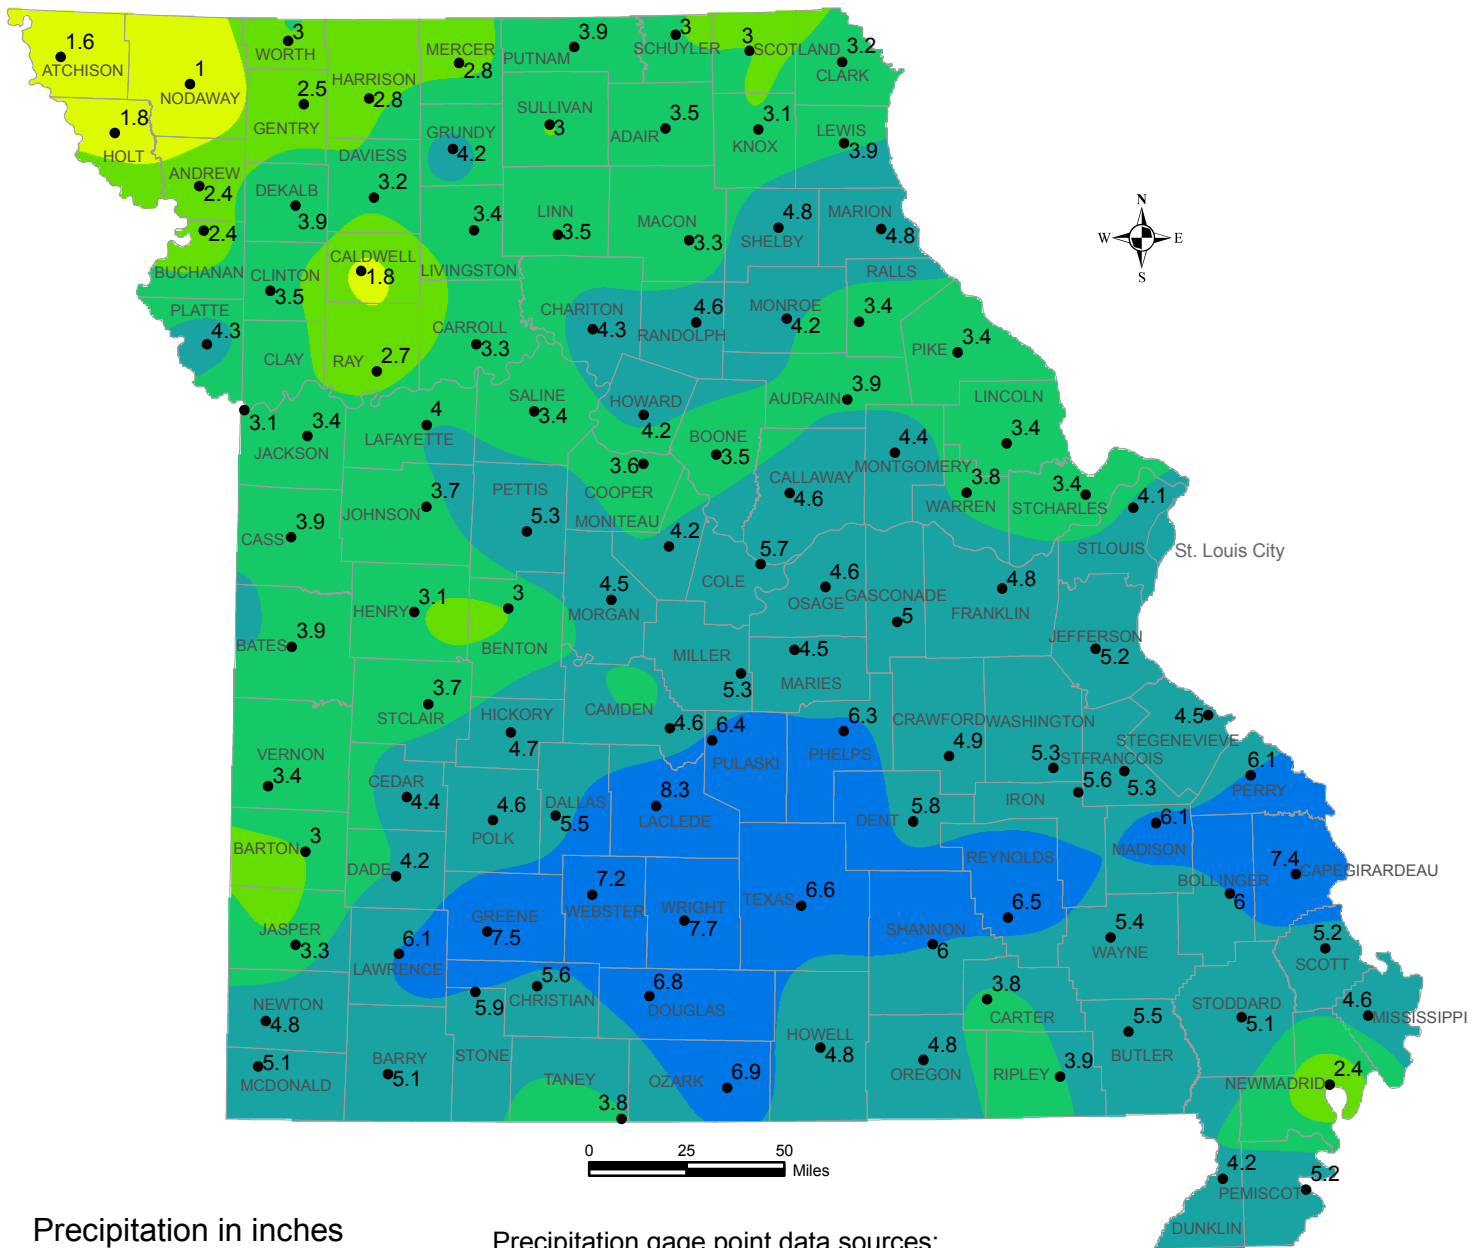 1.6
ATCHISON
1
NODAWAY
3
WORTH
MERCER
2.8
3.9
PUTNAM
3
SCHUYLER
3
SCOTLAND
3.2
CLARK
HARRISON
2.8
2.5
GENTRY
1.8
HOLT
SULLIVAN
3
3.5
ADAIR
3.1
KNOX
LEWIS
3.9
GRUNDY
4.2
DAVIESS
3.2
ANDREW
2.4
DEKALB
3.9
2.4
BUCHANAN
CLINTON
3.5
CALDWELL
1.8
3.4
LIVINGSTON
LINN
3.5
MACON
3.3
4.8
SHELBY
MARION
4.8
RALLS
3.4
N
W E
S
PLATTE
4.3
CLAY
RAY
2.7
CARROLL
3.3
CHARITON
4.3
4.6
RANDOLPH
MONROE
4.2
PIKE
3.4
3.1
3.4
JACKSON
4
LAFAYETTE
SALINE
3.4
HOWARD
4.2
BOONE
3.5
AUDRAIN
3.9
LINCOLN
3.4
3.6
COOPER
CALLAWAY
4.6
4.4
MONTGOMERY
3.8
WARREN
3.4
STCHARLES
4.1
STLOUIS
St. Louis City
3.9
CASS
3.7
JOHNSON
PETTIS
5.3
MONITEAU
4.2
COLE
5.7
4.6
OSAGE
GASCONADE
5
4.8
FRANKLIN
JEFFERSON
5.2
BATES
3.9
HENRY
3.1
3
BENTON
4.5
MORGAN
MILLER
5.3
4.5
MARIES
3.7
STCLAIR
HICKORY
4.7
CAMDEN
4.6
6.4
PULASKI
6.3
PHELPS
CRAWFORD
4.9
WASHINGTON
5.3
STFRANCOIS
5.3
4.5
STEGENEVIEVE
6.1
PERRY
VERNON
3.4
CEDAR
4.4
4.6
POLK
DALLAS
5.5
8.3
LACLEDE
DENT
5.8
IRON
5.6
6.1
MADISON
BARTON
3
DADE
4.2
7.2
WEBSTER
WRIGHT
7.7
TEXAS
6.6
REYNOLDS
6.5
BOLLINGER
6
7.4
CAPEGIRARDEAU
JASPER
3.3
6.1
LAWRENCE
GREENE
7.5
SHANNON
6
5.4
WAYNE
5.2
SCOTT
NEWTON
4.8
5.9
5.6
CHRISTIAN
6.8
DOUGLAS
HOWELL
4.8
3.8
CARTER
STODDARD
5.1
4.6
MISSISSIPPI
5.1
MCDONALD
BARRY
5.1
STONE
TANEY
3.8
OZARK
6.9
4.8
OREGON
RIPLEY
3.9
5.5
BUTLER
2.4
NEWMADRID
0 25 50
Miles
4.2
5.2
PEMISCOT
DUNKLIN
Precipitation in inches
Precipitation gage point data sources: